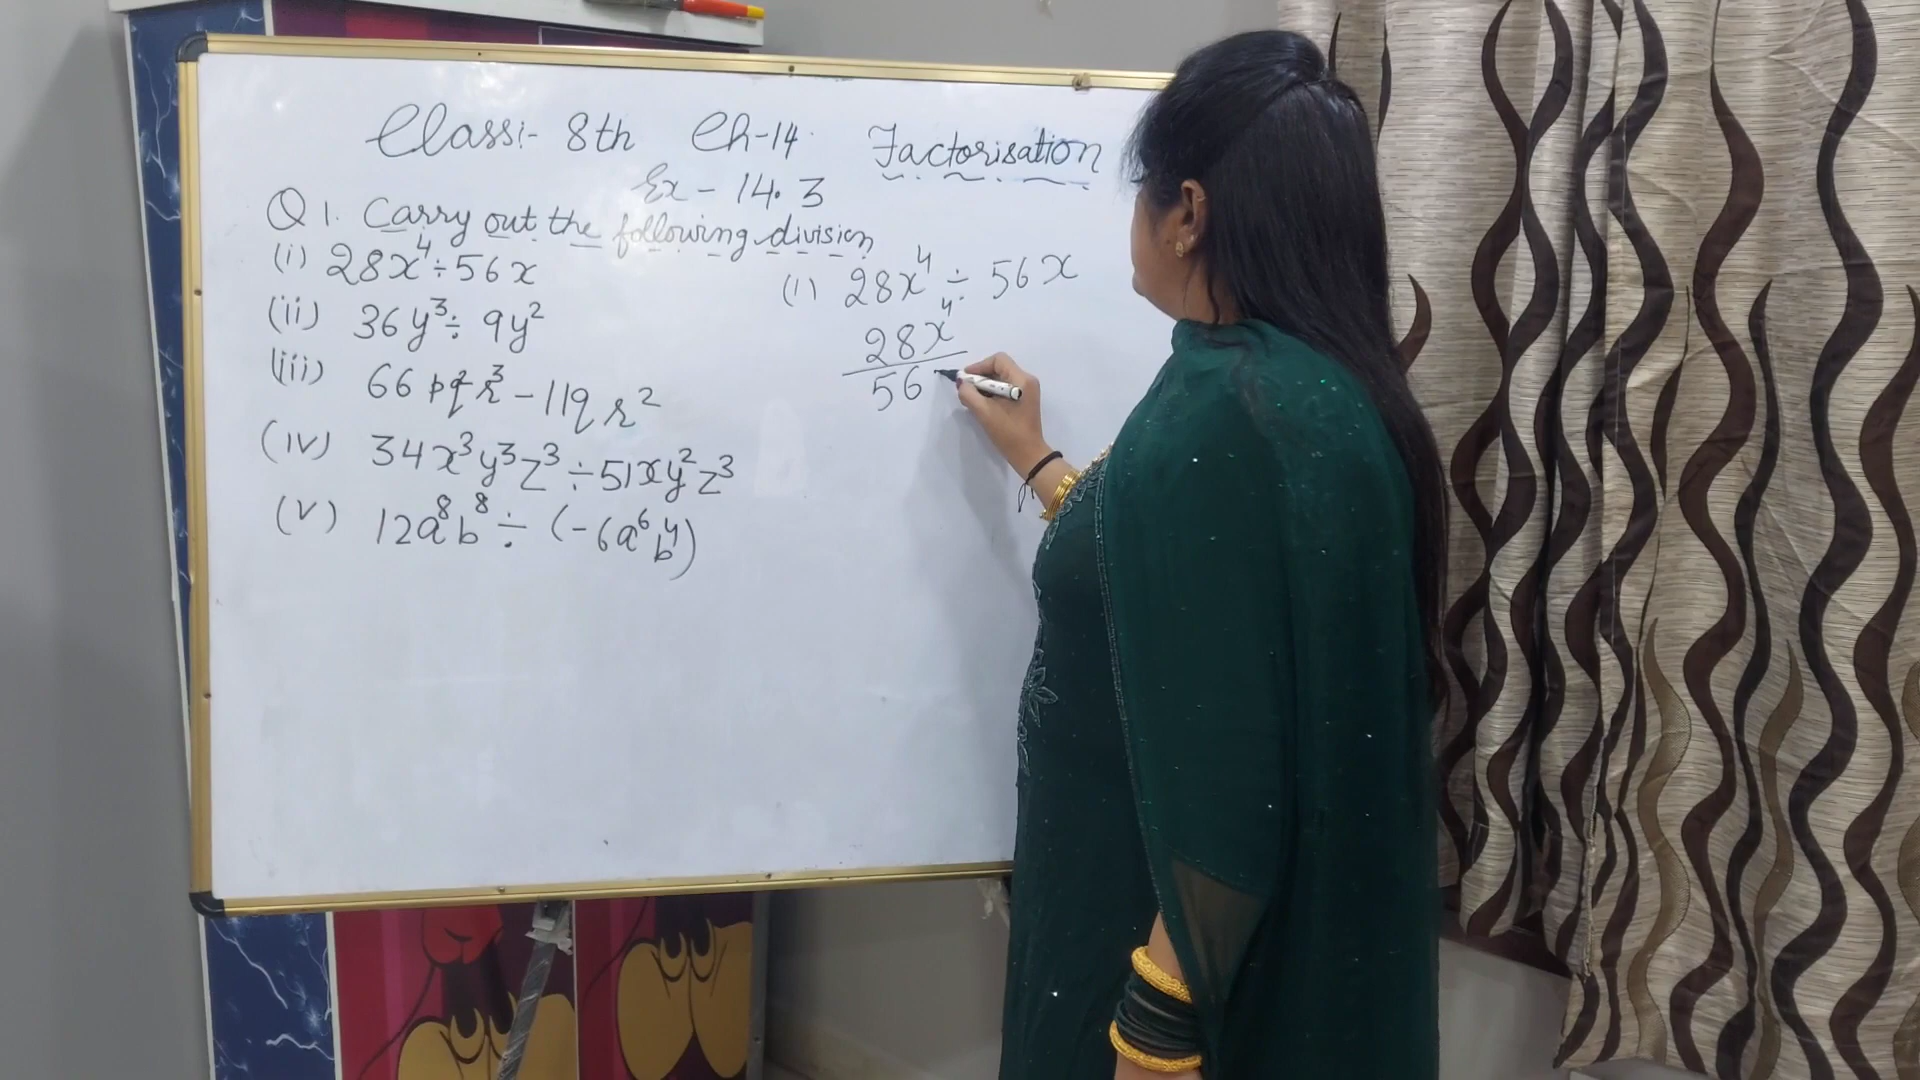 Class:- 8th Ch-14 Factorisation
Ex - 14.3
Q 1. Carry out the following division
(i) 28x⁴÷56x
(ii) 36y³÷ 9y²
(iii) 66pq²r³-11qr²
(iv) 34x³y³z³÷51xy²z³
(v) 12a⁸b⁸÷(-6a⁶b⁴)
(i) 28x⁴ ÷ 56x
28x⁴
56